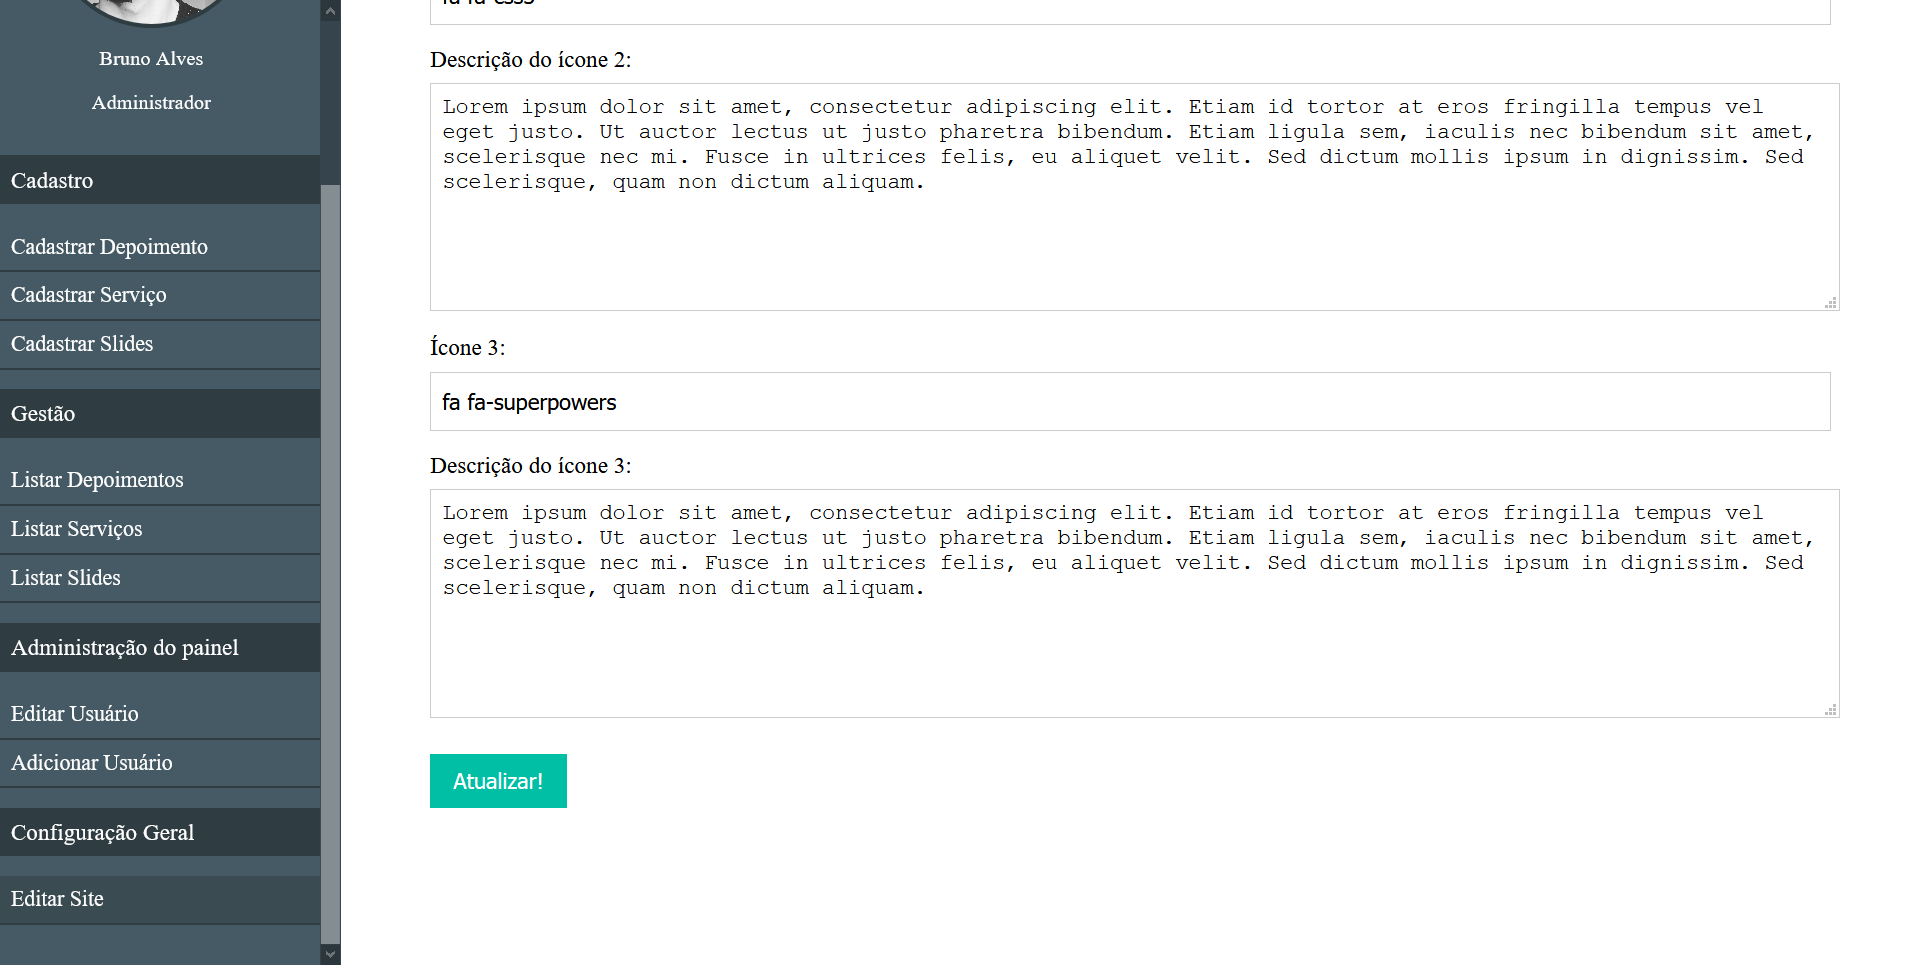 Bruno Alves
Administrador
Cadastro
Cadastrar Depoimento
Cadastrar Serviço
Cadastrar Slides
Gestão
Listar Depoimentos
Listar Serviços
Listar Slides
Administração do painel
Editar Usuário
Adicionar Usuário
Configuração Geral
Editar Site
Descrição do ícone 2:
Lorem ipsum dolor sit amet, consectetur adipiscing elit. Etiam id tortor at eros fringilla tempus vel
eget justo. Ut auctor lectus ut justo pharetra bibendum. Etiam ligula sem, iaculis nec bibendum sit amet,
scelerisque nec mi. Fusce in ultrices felis, eu aliquet velit. Sed dictum mollis ipsum in dignissim. Sed
scelerisque, quam non dictum aliquam.
Ícone 3:
fa fa-superpowers
Descrição do ícone 3:
Lorem ipsum dolor sit amet, consectetur adipiscing elit. Etiam id tortor at eros fringilla tempus vel
eget justo. Ut auctor lectus ut justo pharetra bibendum. Etiam ligula sem, iaculis nec bibendum sit amet,
scelerisque nec mi. Fusce in ultrices felis, eu aliquet velit. Sed dictum mollis ipsum in dignissim. Sed
scelerisque, quam non dictum aliquam.
Atualizar!